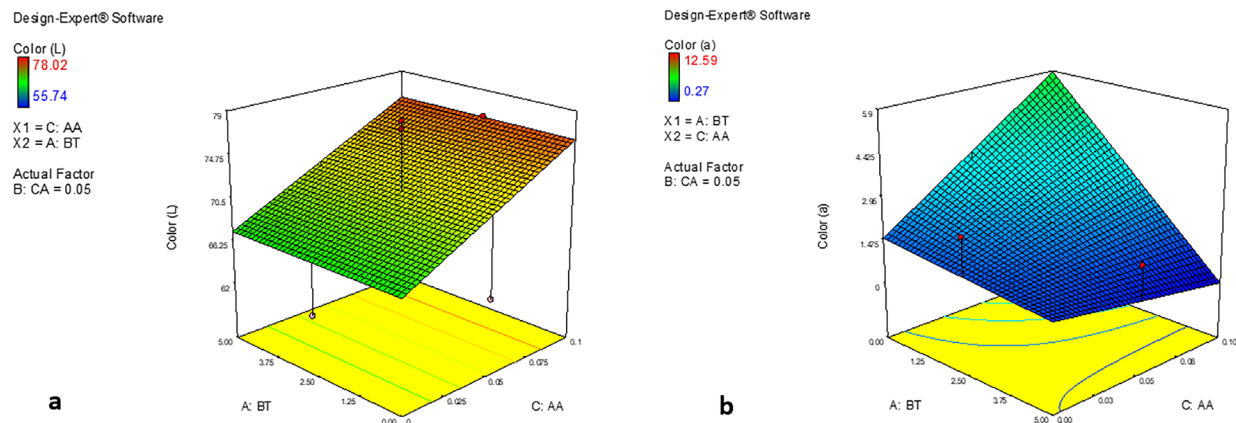 Design-Expert® Software
Color (L)
78.02
55.74
X1 = C: AA
X2 = A: BT
Actual Factor
B: CA = 0.05
79
74.75
70.5
66.25
62
Color (L)
5.00
3.75
2.50
1.25
0.00
A: BT
0
0.025
0.05
0.075
0.1
C: AA
a
Design-Expert® Software
Color (a)
12.59
0.27
X1 = A: BT
X2 = C: AA
Actual Factor
B: CA = 0.05
5.9
4.425
2.95
1.475
0
Color (a)
0.00
1.25
2.50
3.75
5.00
A: BT
0.00
0.03
0.05
0.08
0.10
C: AA
b